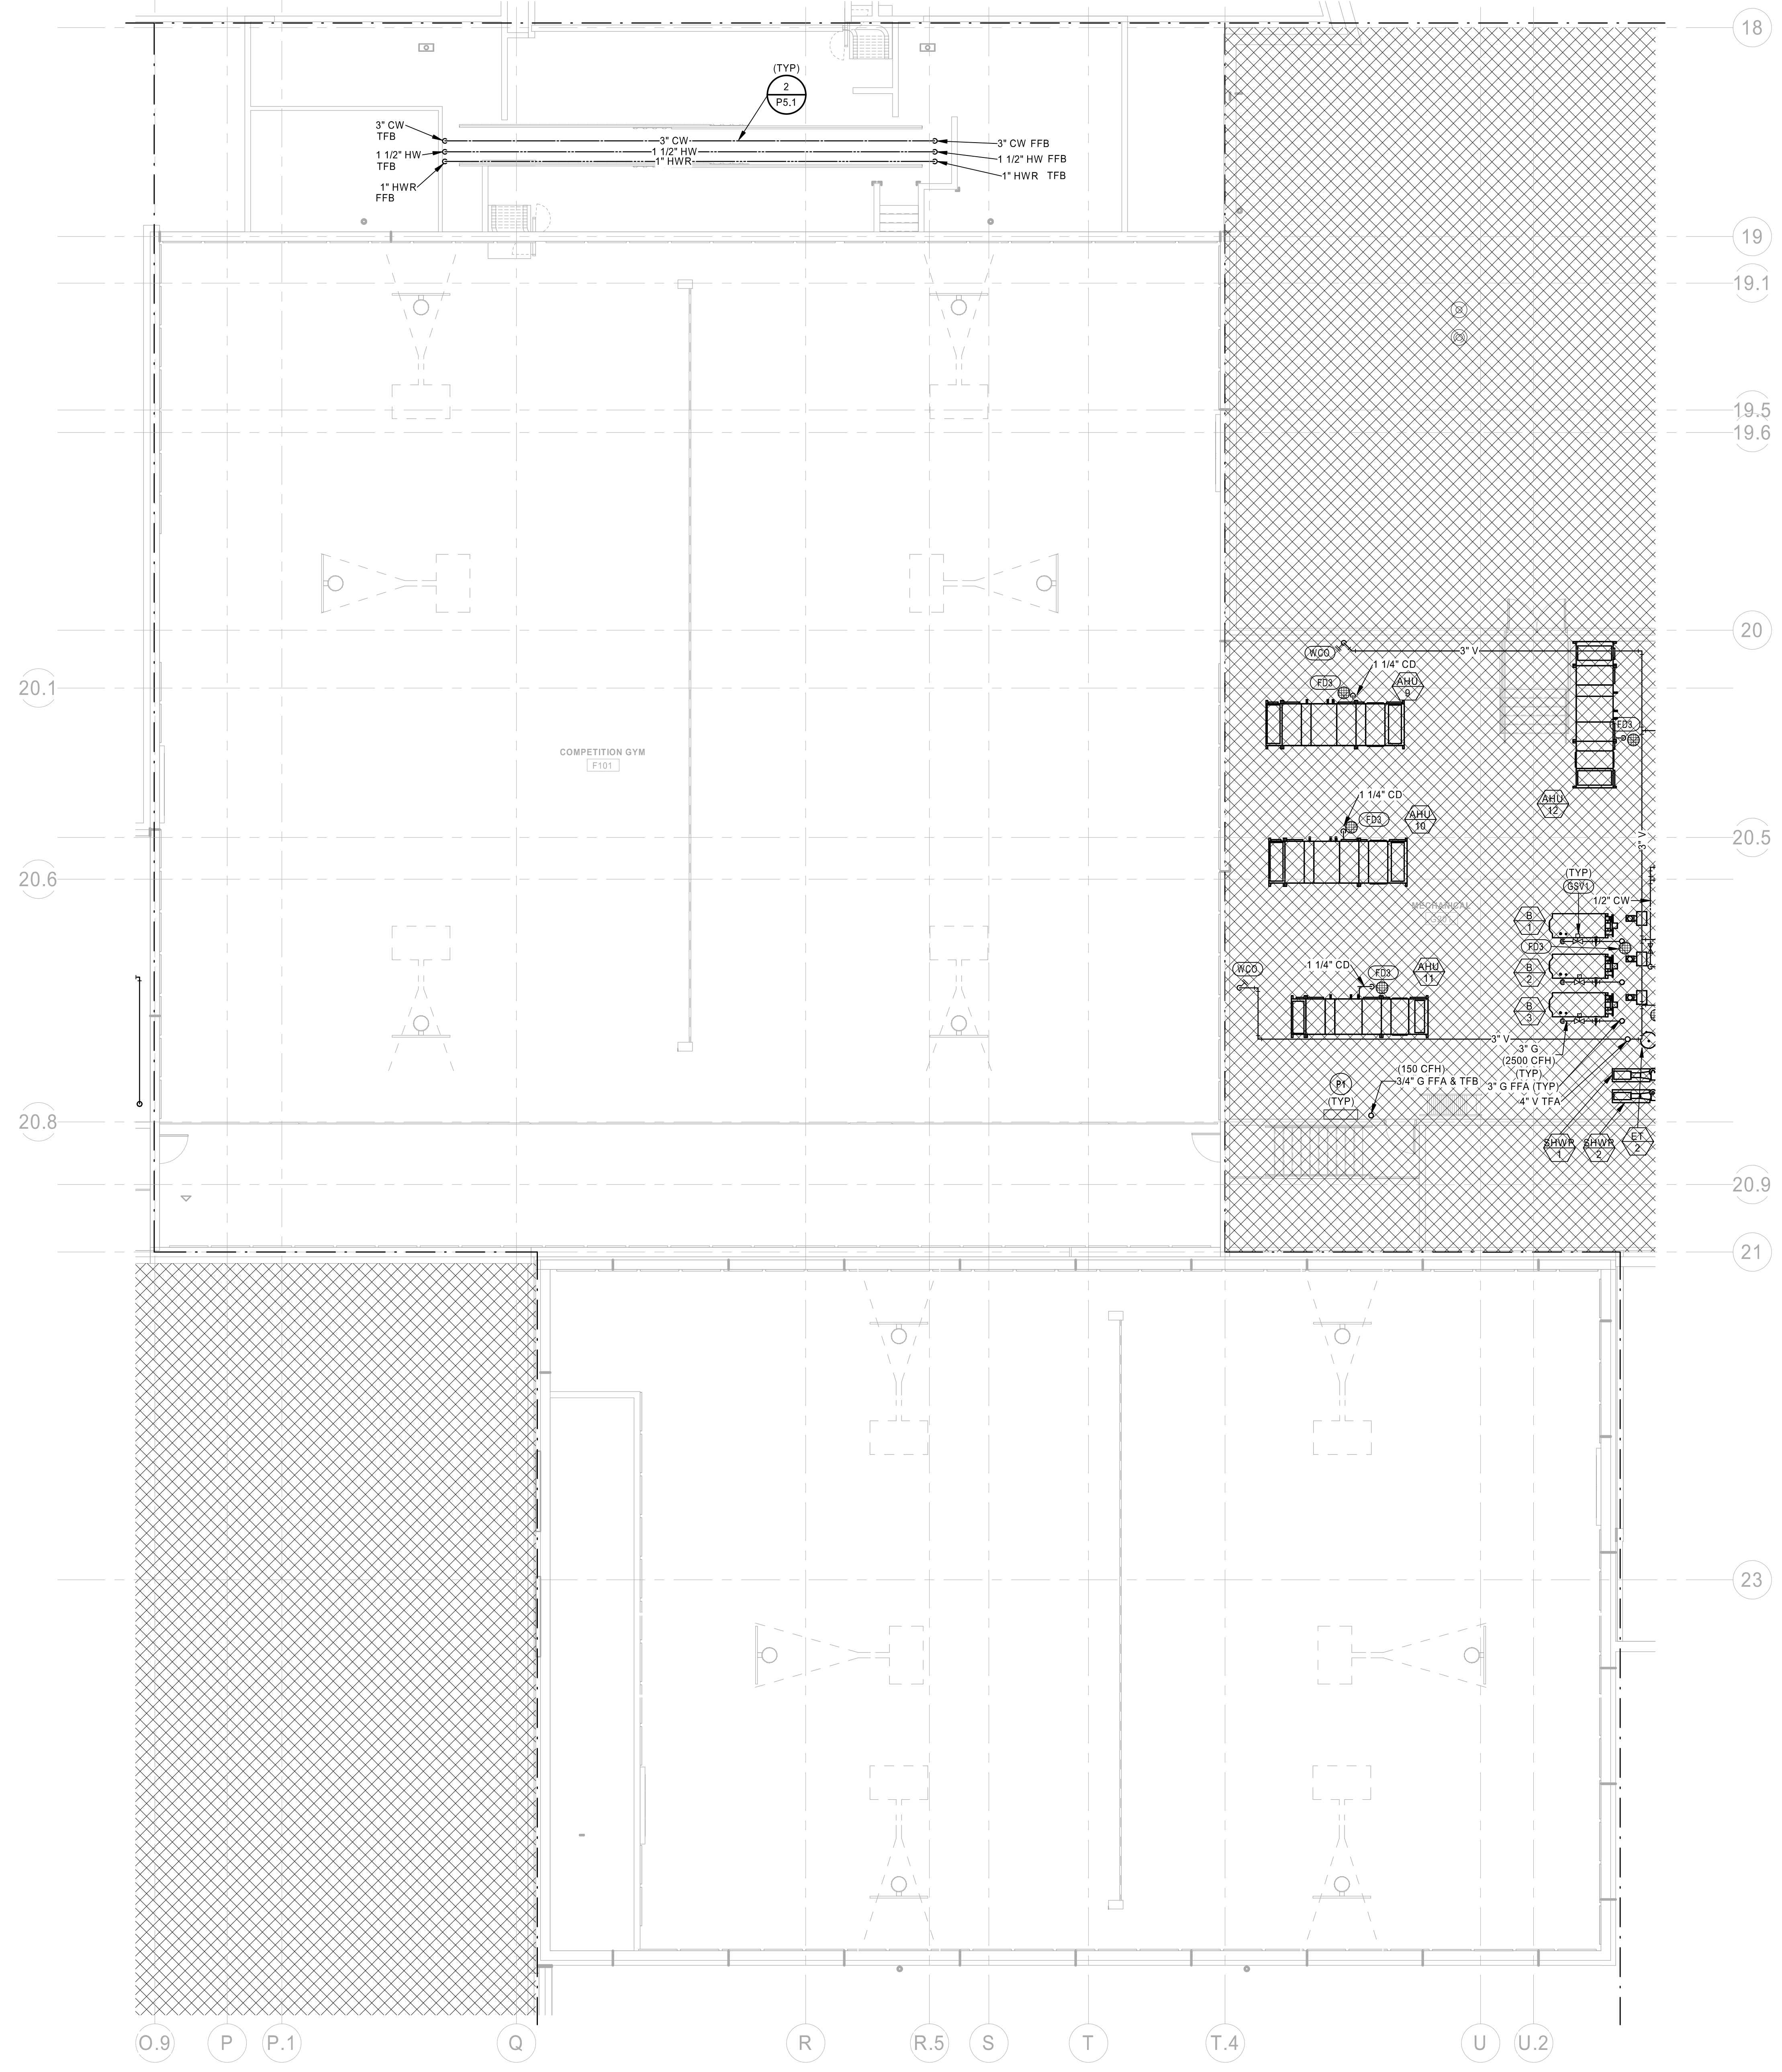 18
(TYP)
2
P5.1
3" CW
TFB
3" CW
3" CW FFB
1 1/2" HW
TFB
1 1/2" HW
1 1/2" HW FFB
1" HWR
1" HWR TFB
1" HWR
FFB
19
19.1
19.5
19.6
20
WCO
3" V
1 1/4" CD
FD3
AHU
9
20.1
FD3
COMPETITION GYM
F101
1 1/4" CD
AHU
12
FD3
AHU
10
20.5
3" V
20.6
(TYP)
GSV1
1/2" CW
MECHANICAL
B
1
FD3
WCO
1 1/4" CD
FD3
AHU
11
B
2
B
3
3" V
3" G
(2500 CFH)
(TYP)
(150 CFH)
3/4" G FFA & TFB
3" G FFA (TYP)
P1
(TYP)
4" V TFA
20.8
SHWP
1
SHWP
2
ET
2
20.9
21
23
O.9
P
P.1
Q
R
R.5
S
T
T.4
U
U.2